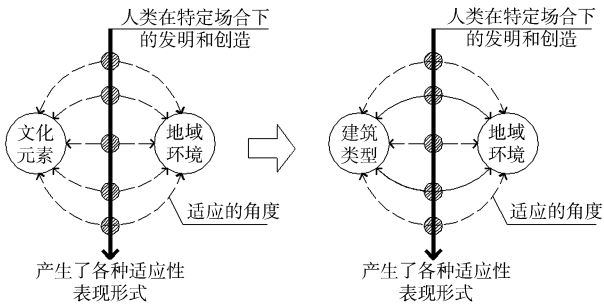 人类在特定场合下
的发明和创造
文化
元素
地域
环境
适应的角度
产生了各种适应性
表现形式
人类在特定场合下
的发明和创造
建筑
类型
地域
环境
适应的角度
产生了各种适应性
表现形式